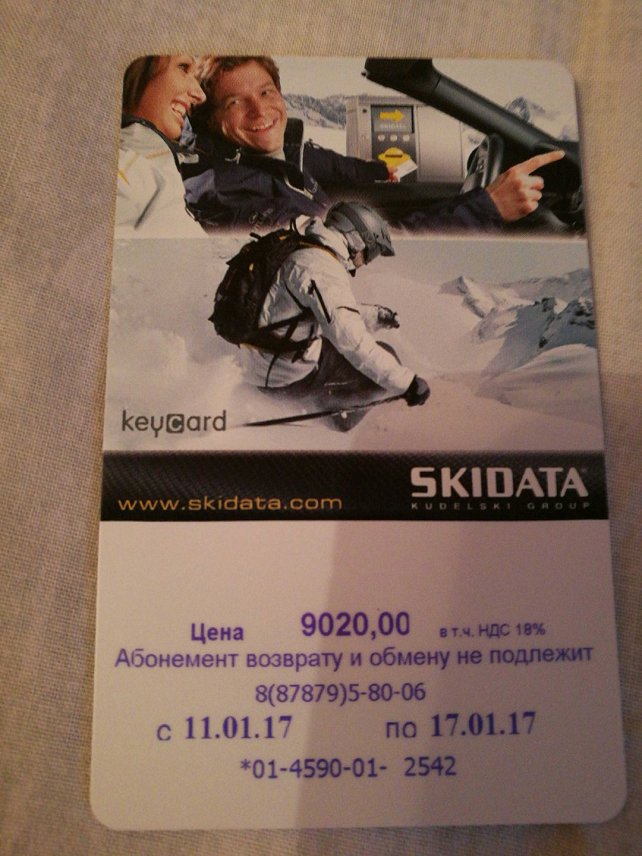 SKIDATA
keycard
SKIDATA
www.skidata.com
KUDELSKI GROUP
Цена 9020,00 в т.ч. НДС 18%
Абонемент возврату и обмену не подлежит
8(87879)5-80-06
с 11.01.17 по 17.01.17
*01-4590-01- 2542